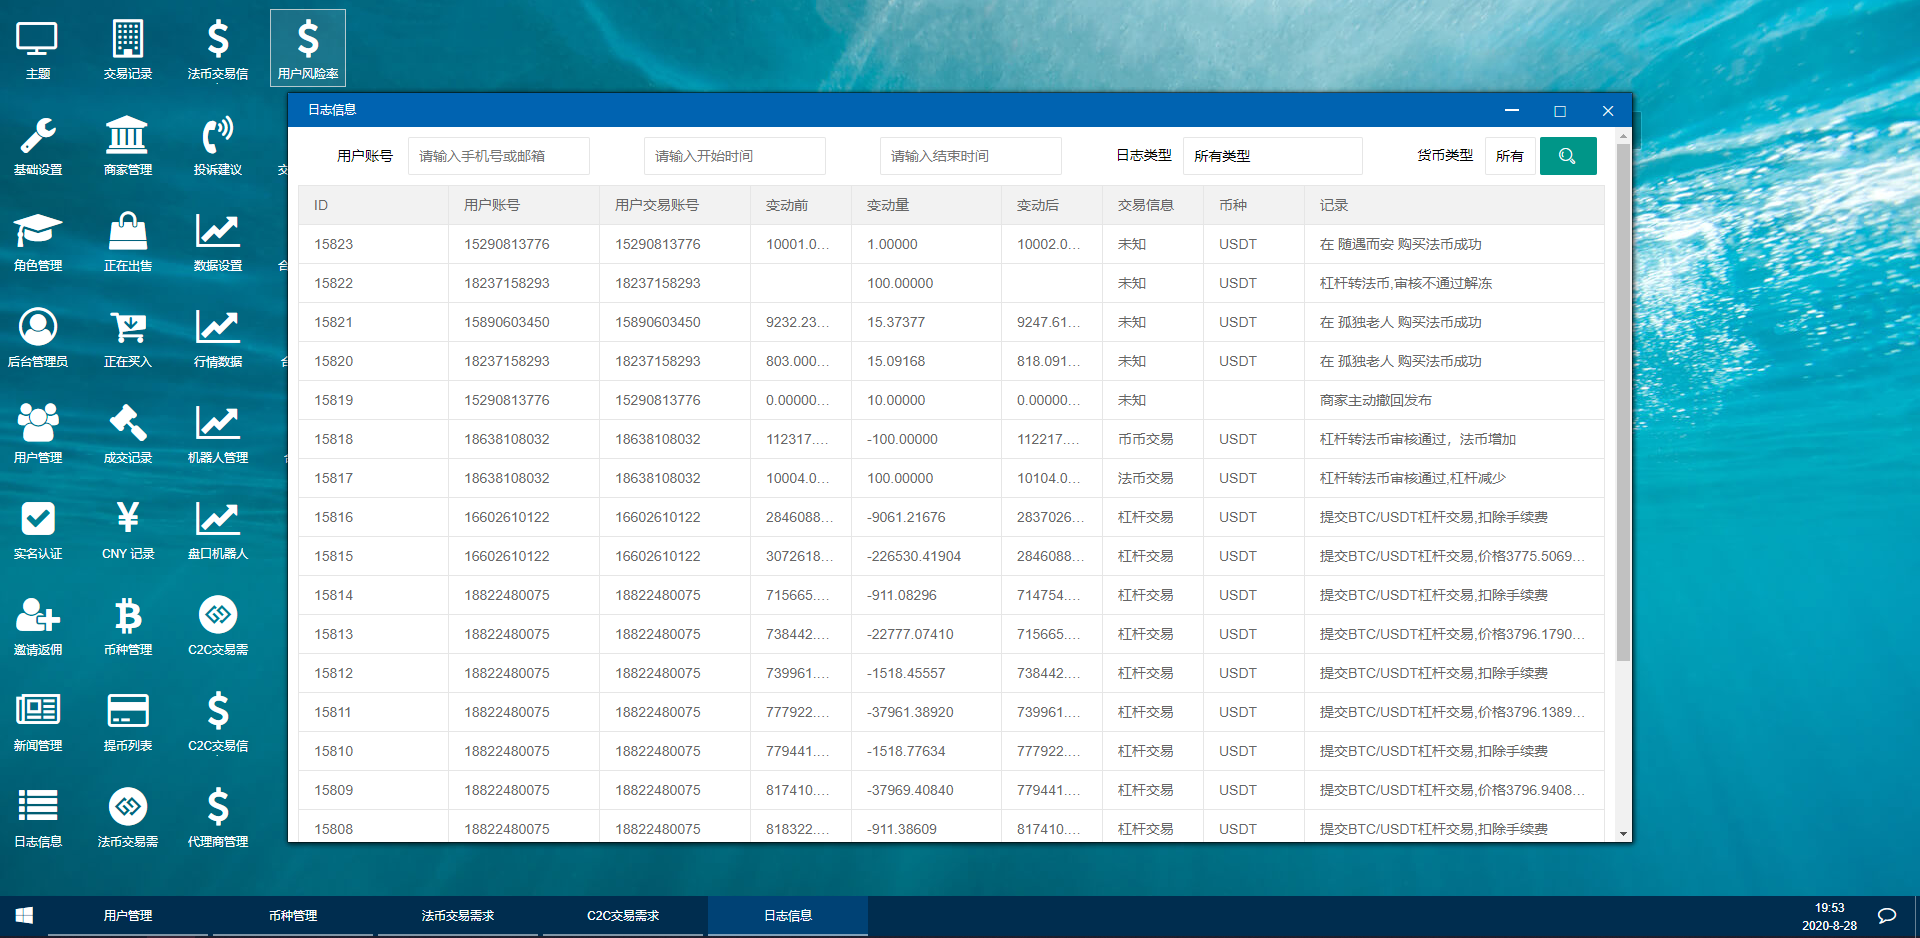 主题
交易记录
法币交易信
用户风险率
基础设置
商家管理
投诉建议
交
角色管理
正在出售
数据设置
后台管理员
正在买入
行情数据
用户管理
成交记录
机器人管理
实名认证
CNY 记录
盘口机器人
邀请返佣
币种管理
C2C交易需
新闻管理
提币列表
C2C交易信
日志信息
法币交易需
代理商管理
日志信息
用户账号 请输入手机号或邮箱 请输入开始时间 请输入结束时间 日志类型 所有类型 货币类型 所有
ID 用户账号 用户交易账号 变动前 变动量 变动后 交易信息 币种 记录
15823 15290813776 15290813776 10001.0... 1.00000 10002.0... 未知 USDT 在 随遇而安 购买法币成功
15822 18237158293 18237158293 100.00000 未知 USDT 杠杆转法币,审核不通过解冻
15821 15890603450 15890603450 9232.23... 15.37377 9247.61... 未知 USDT 在 孤独老人 购买法币成功
15820 18237158293 18237158293 803.000... 15.09168 818.091... 未知 USDT 在 孤独老人 购买法币成功
15819 15290813776 15290813776 0.00000... 10.00000 0.00000... 未知 商家主动撤回发布
15818 18638108032 18638108032 112317.... -100.00000 112217.... 币币交易 USDT 杠杆转法币审核通过，法币增加
15817 18638108032 18638108032 10004.0... 100.00000 10104.0... 法币交易 USDT 杠杆转法币审核通过,杠杆减少
15816 16602610122 16602610122 2846088... -9061.21676 2837026... 杠杆交易 USDT 提交BTC/USDT杠杆交易,扣除手续费
15815 16602610122 16602610122 3072618... -226530.41904 2846088... 杠杆交易 USDT 提交BTC/USDT杠杆交易,价格3775.5069...
15814 18822480075 18822480075 715665.... -911.08296 714754.... 杠杆交易 USDT 提交BTC/USDT杠杆交易,扣除手续费
15813 18822480075 18822480075 738442.... -22777.07410 715665.... 杠杆交易 USDT 提交BTC/USDT杠杆交易,价格3796.1790...
15812 18822480075 18822480075 739961.... -1518.45557 738442.... 杠杆交易 USDT 提交BTC/USDT杠杆交易,扣除手续费
15811 18822480075 18822480075 777922.... -37961.38920 739961.... 杠杆交易 USDT 提交BTC/USDT杠杆交易,价格3796.1389...
15810 18822480075 18822480075 779441.... -1518.77634 777922.... 杠杆交易 USDT 提交BTC/USDT杠杆交易,扣除手续费
15809 18822480075 18822480075 817410.... -37969.40840 779441.... 杠杆交易 USDT 提交BTC/USDT杠杆交易,价格3796.9408...
15808 18822480075 18822480075 818322.... -911.38609 817410.... 杠杆交易 USDT 提交BTC/USDT杠杆交易,扣除手续费
用户管理 币种管理 法币交易需求 C2C交易需求 日志信息
19:53
2020-8-28